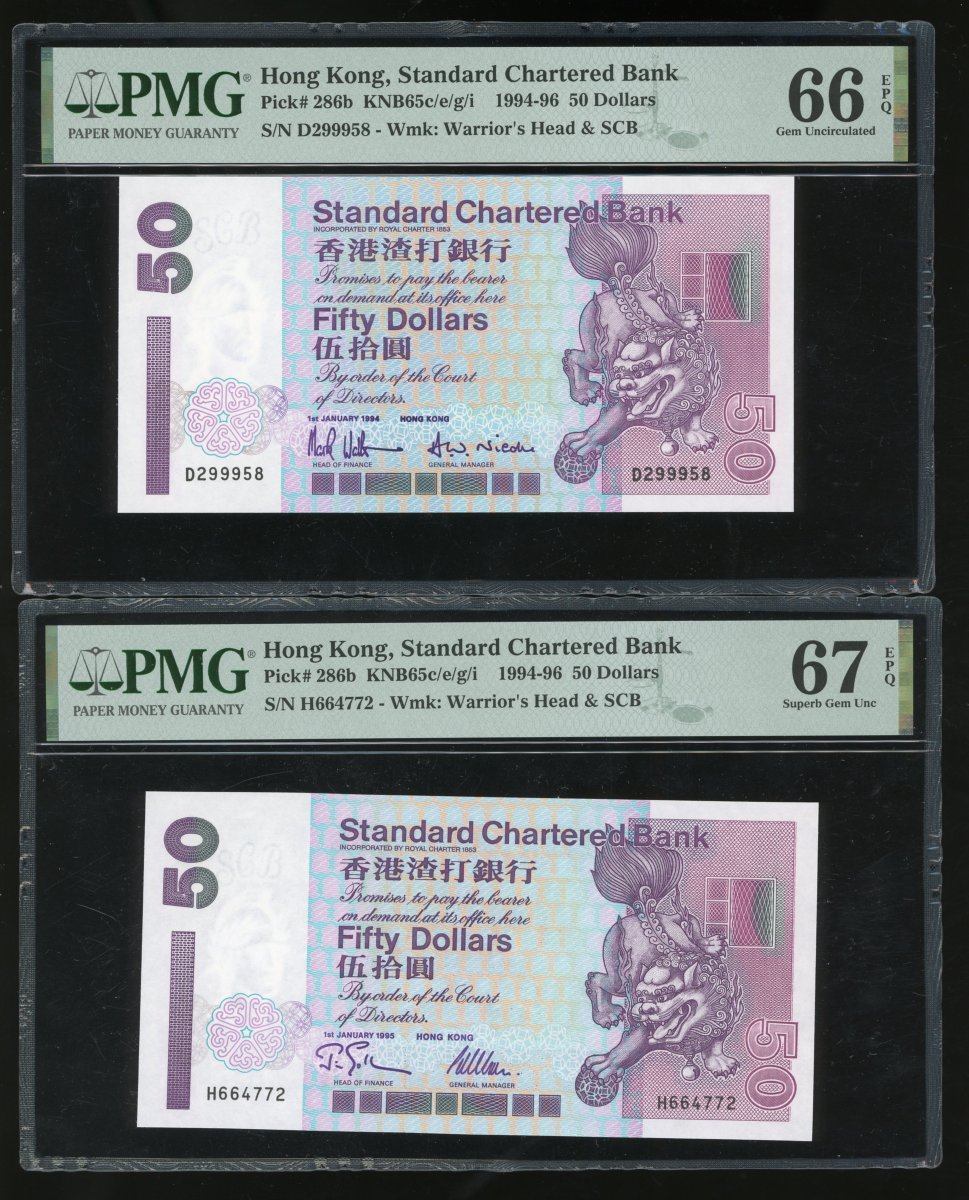 PMG®
PAPER MONEY GUARANTY
Hong Kong, Standard Chartered Bank
Pick# 286b KNB65c/e/g/i 1994-96 50 Dollars
S/N D299958 - Wmk: Warrior's Head & SCB
66 EPQ
Gem Uncirculated
50
SCB
Standard Chartered Bank
INCORPORATED BY ROYAL CHARTER 1853
香港渣打銀行
Promises to pay the bearer
on demand at its office here
Fifty Dollars
伍拾圓
By order of the Court
of Directors.
1st JANUARY 1994 HONG KONG
HEAD OF FINANCE GENERAL MANAGER
D299958
D299958
50
PMG®
PAPER MONEY GUARANTY
Hong Kong, Standard Chartered Bank
Pick# 286b KNB65c/e/g/i 1994-96 50 Dollars
S/N H664772 - Wmk: Warrior's Head & SCB
67 EPQ
Superb Gem Unc
50
SCB
Standard Chartered Bank
INCORPORATED BY ROYAL CHARTER 1853
香港渣打銀行
Promises to pay the bearer
on demand at its office here
Fifty Dollars
伍拾圓
By order of the Court
of Directors.
1st JANUARY 1995 HONG KONG
HEAD OF FINANCE GENERAL MANAGER
H664772
H664772
50